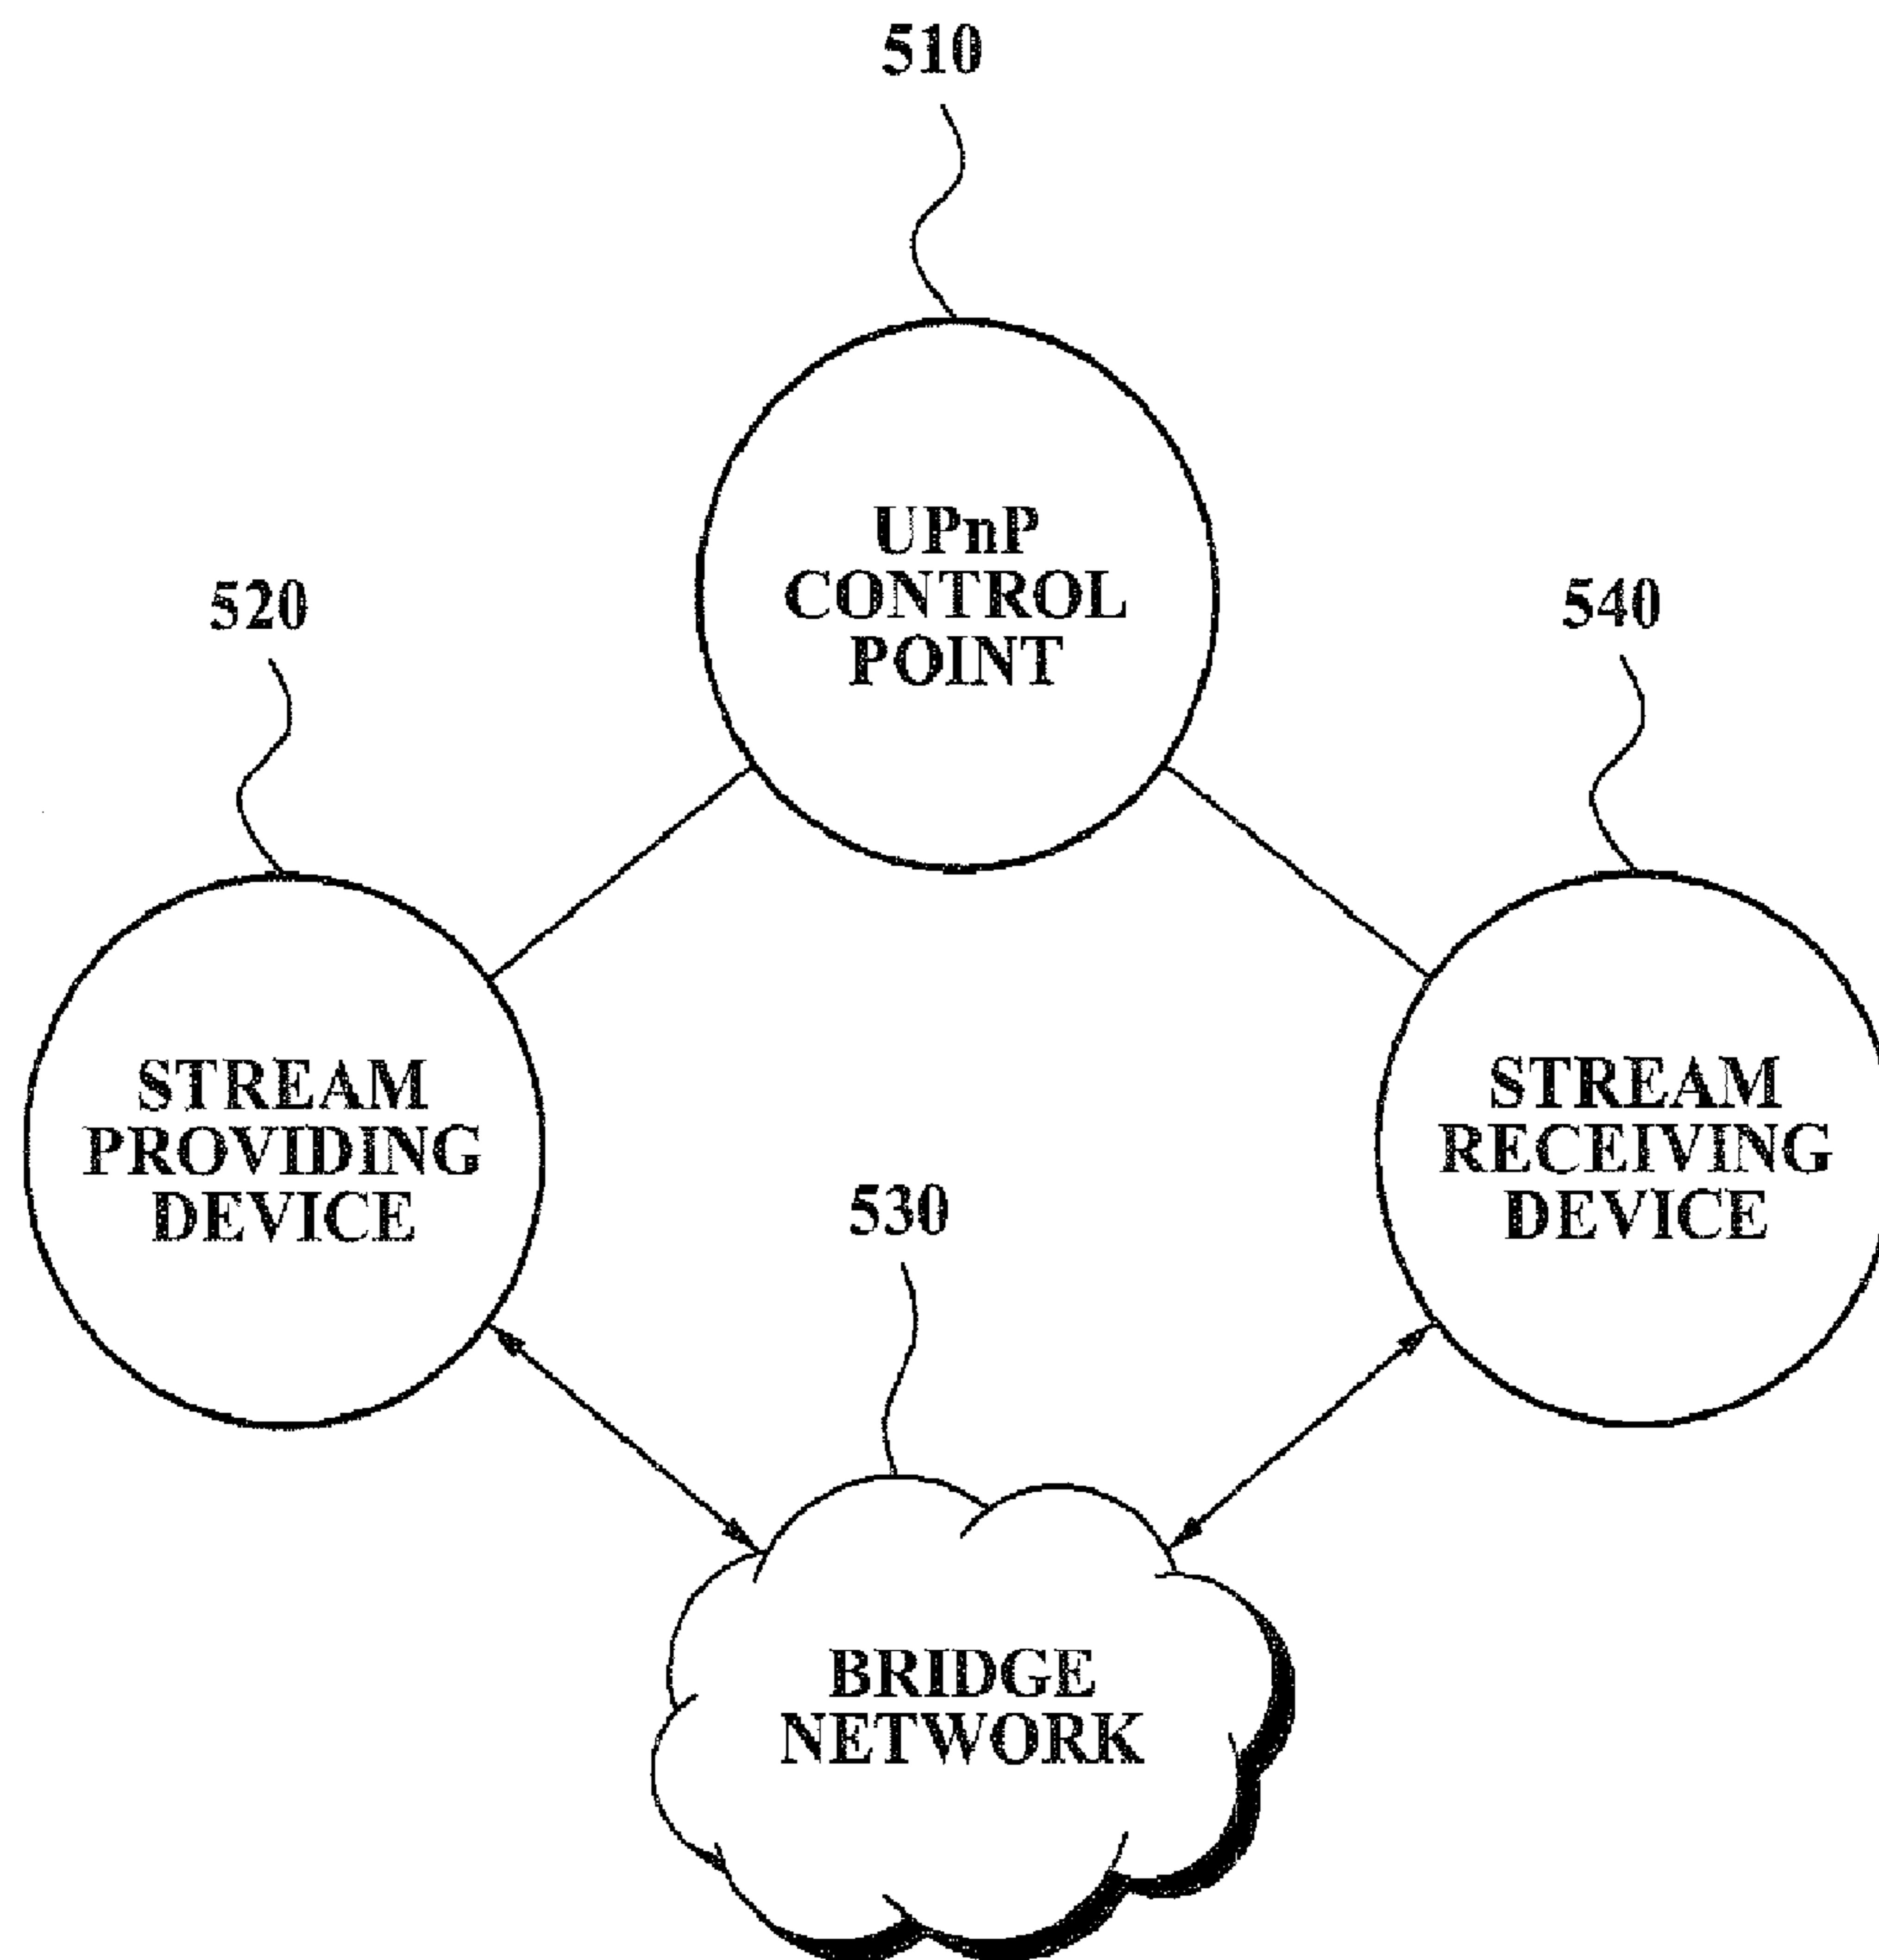 510
UPnP
CONTROL
POINT
520
540
STREAM
PROVIDING
DEVICE
STREAM
RECEIVING
DEVICE
530
BRIDGE
NETWORK